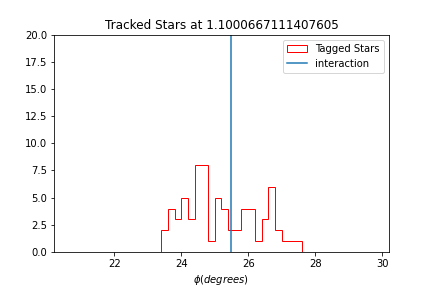 Tracked Stars at 1.1000667111407605
20.0
17.5
15.0
12.5
10.0
7.5
5.0
2.5
0.0
Tagged Stars
interaction
22 24 26 28 30
ϕ(degrees)